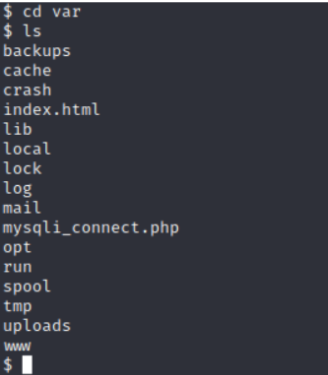 $ cd var
$ ls
backups
cache
crash
index.html
lib
local
lock
log
mail
mysqli_connect.php
opt
run
spool
tmp
uploads
www
$